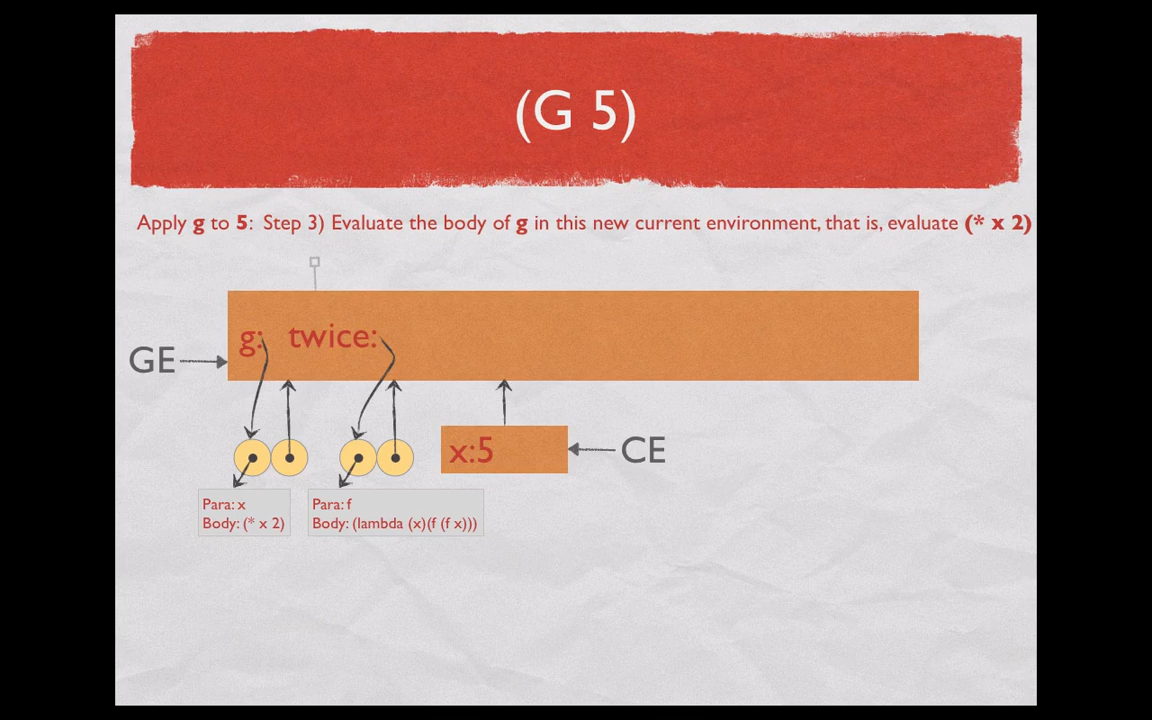 (G 5)
Apply g to 5: Step 3) Evaluate the body of g in this new current environment, that is, evaluate (* x 2)
g: twice:
GE
x:5
CE
Para: x
Body: (* x 2)
Para: f
Body: (lambda (x)(f (f x)))